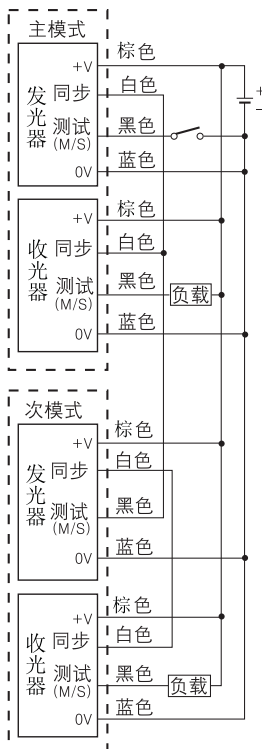 主模式
发光器
+V
棕色
同步
白色
测试
(M/S)
黑色
0V
蓝色
+
−
收光器
+V
棕色
同步
白色
测试
(M/S)
黑色
负载
0V
蓝色
次模式
发光器
+V
棕色
同步
白色
测试
(M/S)
黑色
0V
蓝色
收光器
+V
棕色
同步
白色
测试
(M/S)
黑色
负载
0V
蓝色